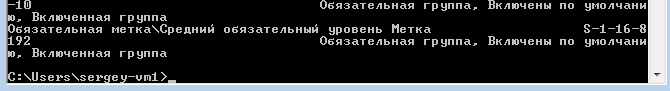 -10 Обязательная группа, Включены по умолчани
ю, Включенная группа
Обязательная метка\Средний обязательный уровень Метка S-1-16-8
192 Обязательная группа, Включены по умолчани
ю, Включенная группа
C:\Users\sergey-vm1>_